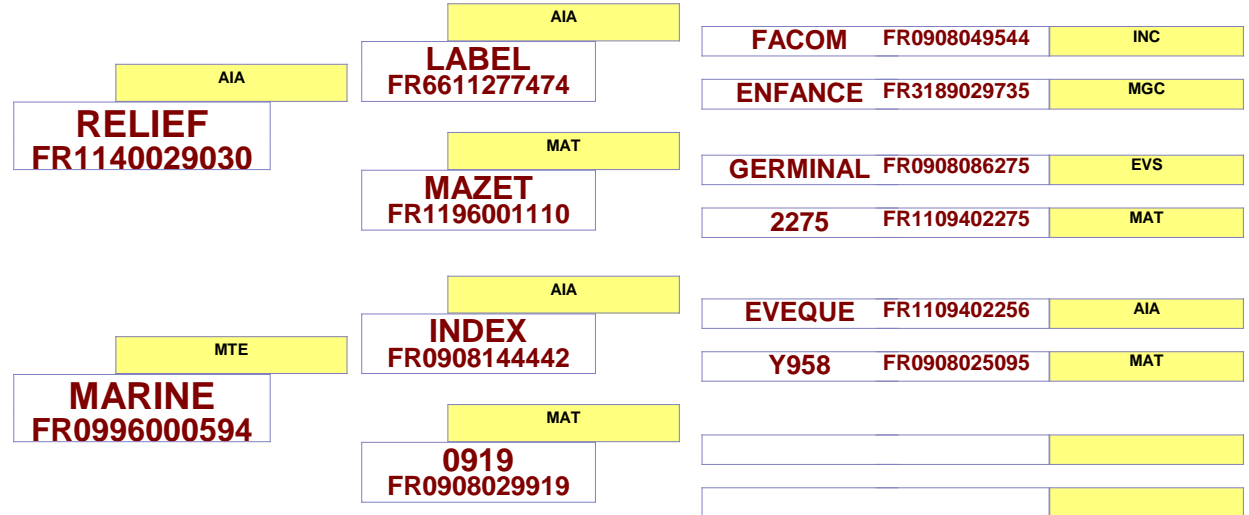 AIA
RELIEF
FR1140029030
MTE
MARINE
FR0996000594
AIA
LABEL
FR6611277474
MAT
MAZET
FR1196001110
AIA
INDEX
FR0908144442
MAT
0919
FR0908029919
FACOM FR0908049544 INC
ENFANCE FR3189029735 MGC
GERMINAL FR0908086275 EVS
2275 FR1109402275 MAT
EVEQUE FR1109402256 AIA
Y958 FR0908025095 MAT